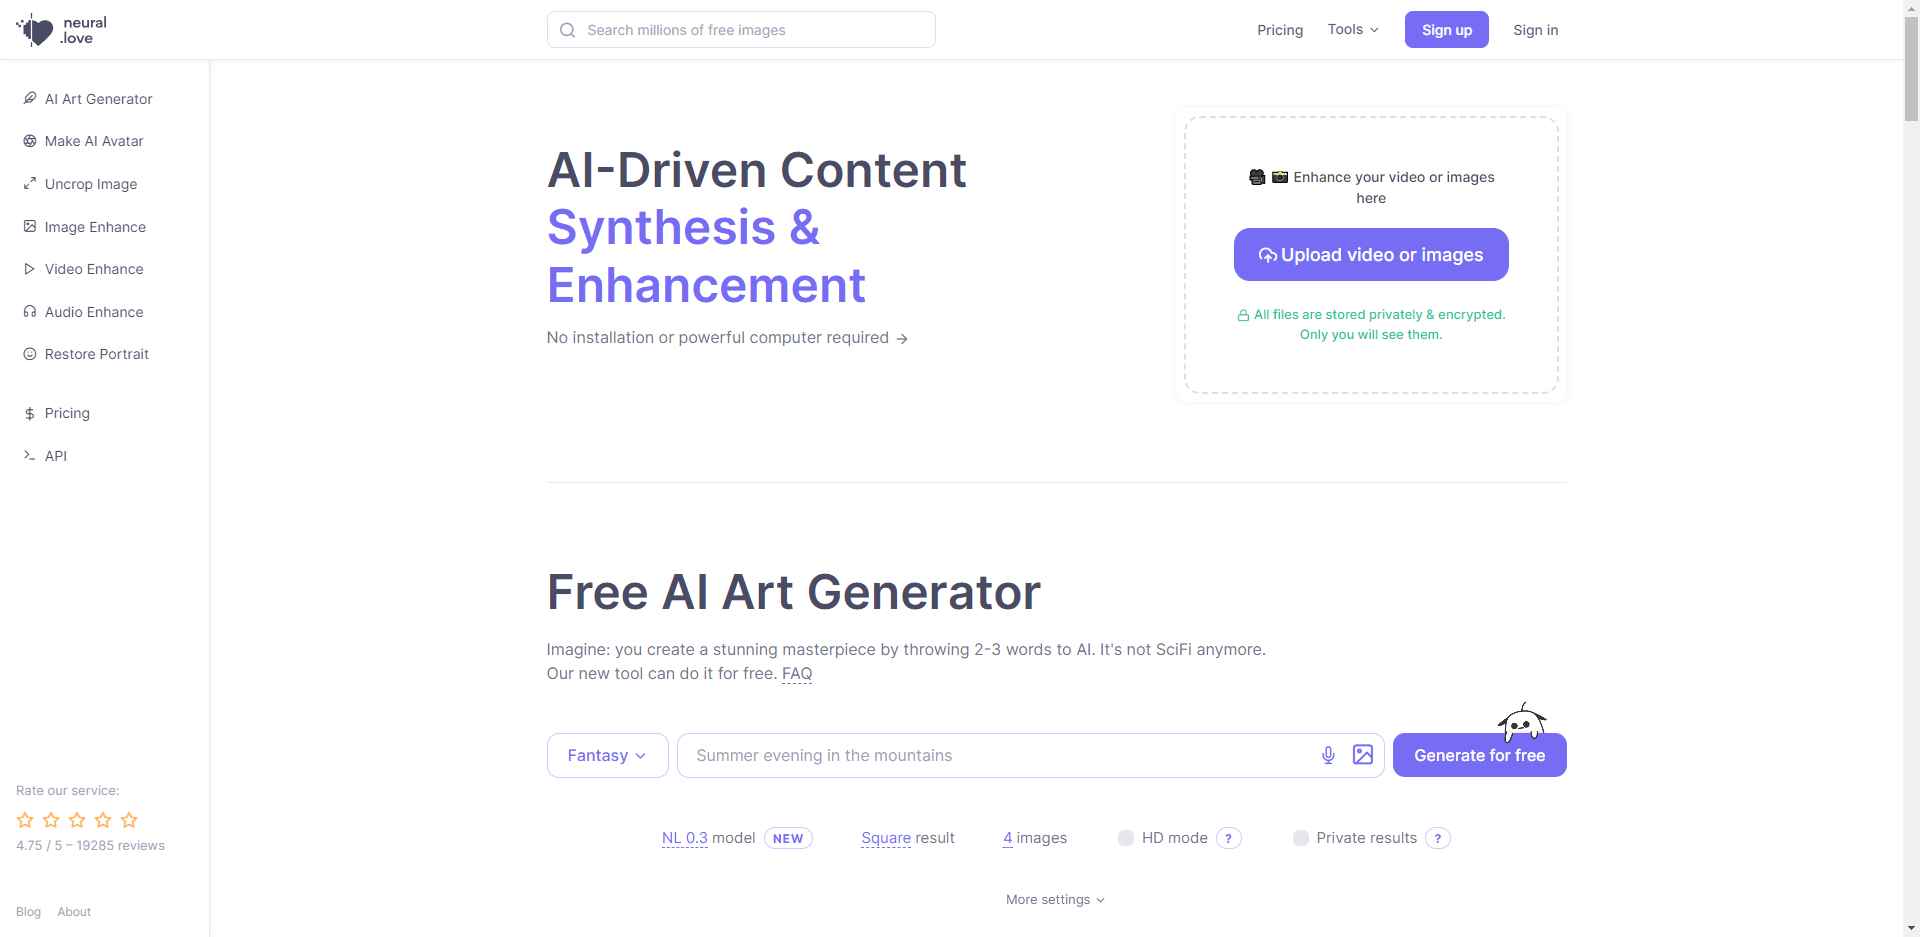 neural
.love
Search millions of free images
Pricing
Tools
Sign up
Sign in
AI Art Generator
Make AI Avatar
Uncrop Image
Image Enhance
Video Enhance
Audio Enhance
Restore Portrait
Pricing
API
Rate our service:
4.75 / 5 – 19285 reviews
Blog
About
AI-Driven Content
Synthesis &
Enhancement
No installation or powerful computer required →
Enhance your video or images
here
Upload video or images
All files are stored privately & encrypted.
Only you will see them.
Free AI Art Generator
Imagine: you create a stunning masterpiece by throwing 2-3 words to AI. It's not SciFi anymore.
Our new tool can do it for free. FAQ
Fantasy
Summer evening in the mountains
Generate for free
NL 0.3 model NEW
Square result
4 images
HD mode ?
Private results ?
More settings